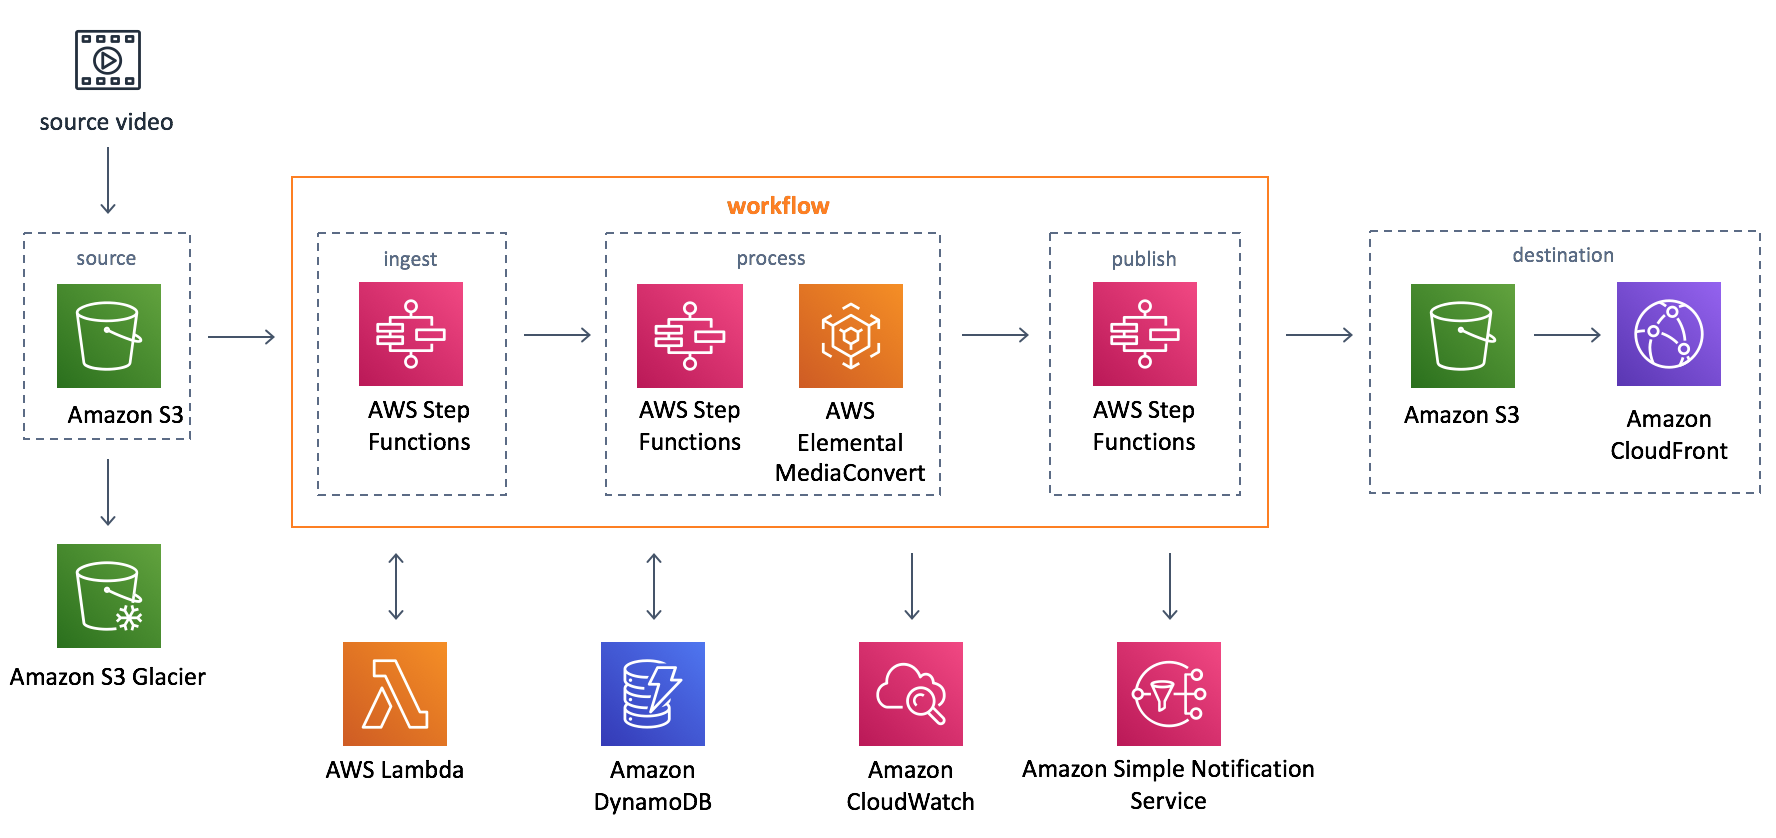 source video
workflow
source
ingest
process
publish
destination
Amazon S3
AWS Step
Functions
AWS Step
Functions
AWS
Elemental
MediaConvert
AWS Step
Functions
Amazon S3
Amazon
CloudFront
Amazon S3 Glacier
AWS Lambda
Amazon
DynamoDB
Amazon
CloudWatch
Amazon Simple Notification
Service